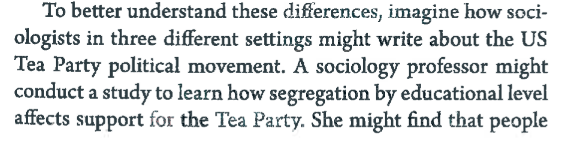 To better understand these differences, imagine how soci-
ologists in three different settings might write about the US
Tea Party political movement. A sociology professor might
conduct a study to learn how segregation by educational level
affects support for the Tea Party. She might find that people